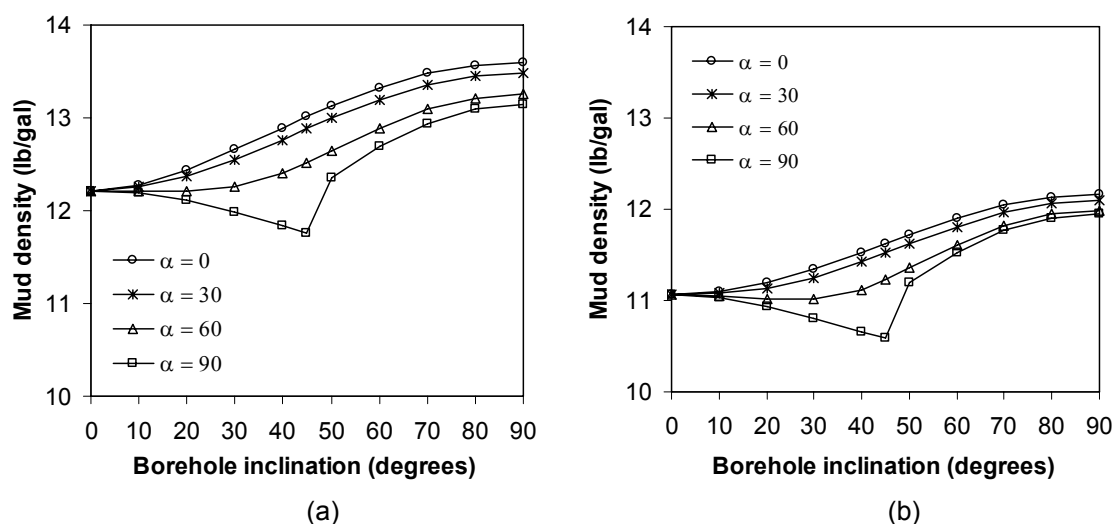 14
13
12
11
10
Mud density (lb/gal)
α = 0
α = 30
α = 60
α = 90
0 10 20 30 40 50 60 70 80 90
Borehole inclination (degrees)
(a)
14
13
12
11
10
Mud density (lb/gal)
α = 0
α = 30
α = 60
α = 90
0 10 20 30 40 50 60 70 80 90
Borehole inclination (degrees)
(b)